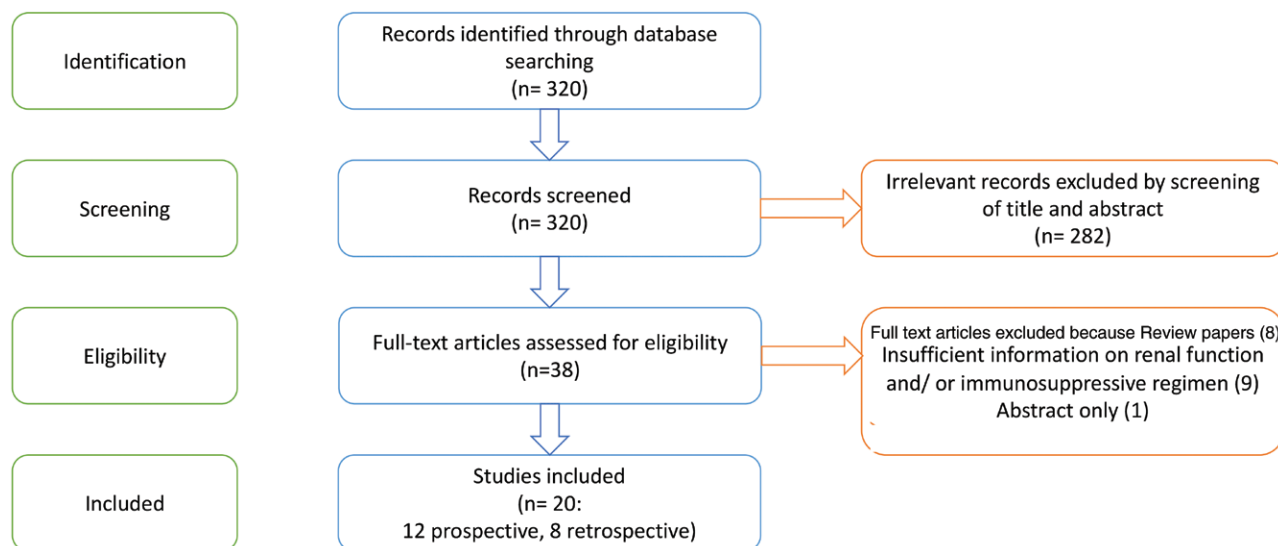 Identification
Records identified through database
searching
(n= 320)
Screening
Records screened
(n= 320)
Irrelevant records excluded by screening
of title and abstract
(n= 282)
Eligibility
Full-text articles assessed for eligibility
(n=38)
Full text articles excluded because Review papers (8)
Insufficient information on renal function
and/ or immunosuppressive regimen (9)
Abstract only (1)
Included
Studies included
(n= 20:
12 prospective, 8 retrospective)